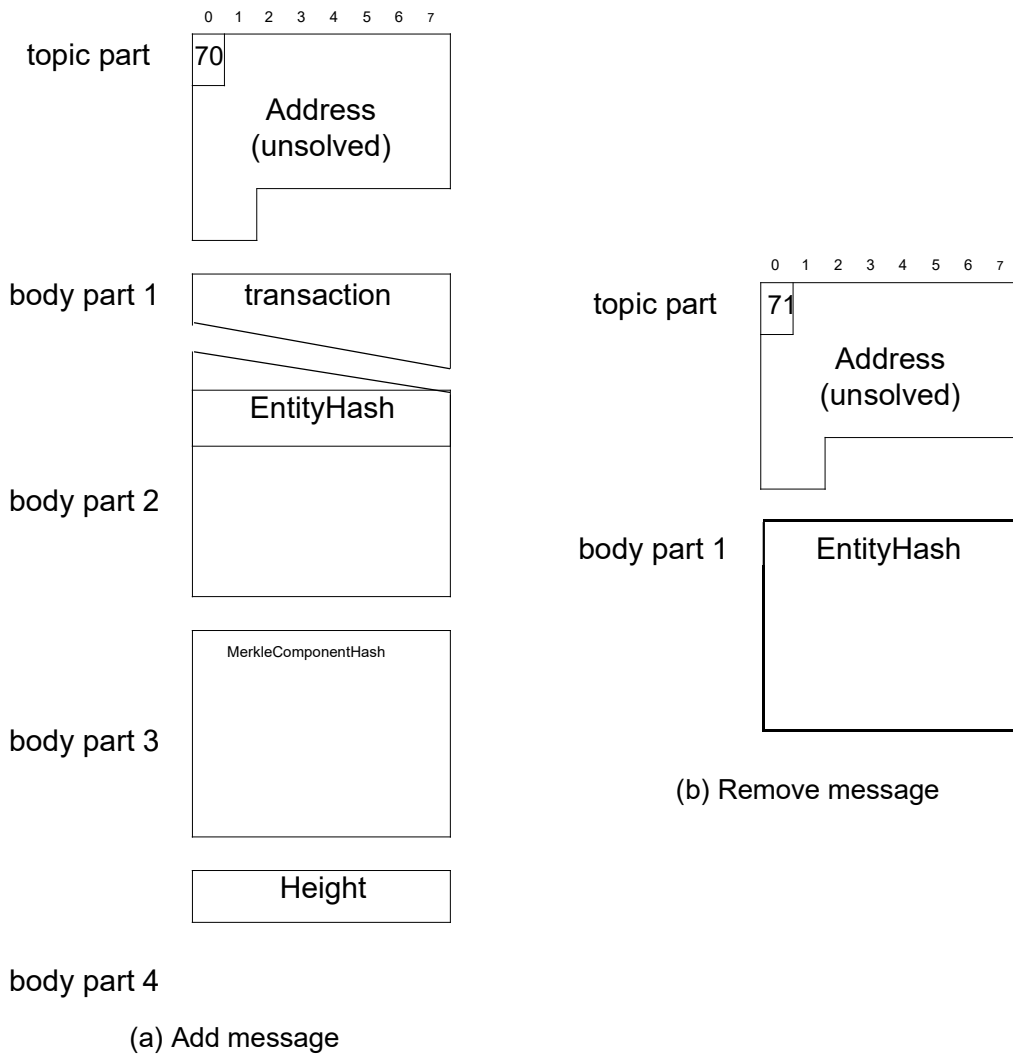 0 1 2 3 4 5 6 7
topic part
70
Address
(unsolved)
body part 1
transaction
EntityHash
body part 2
MerkleComponentHash
body part 3
Height
body part 4
(a) Add message
0 1 2 3 4 5 6 7
topic part
71
Address
(unsolved)
body part 1
EntityHash
(b) Remove message